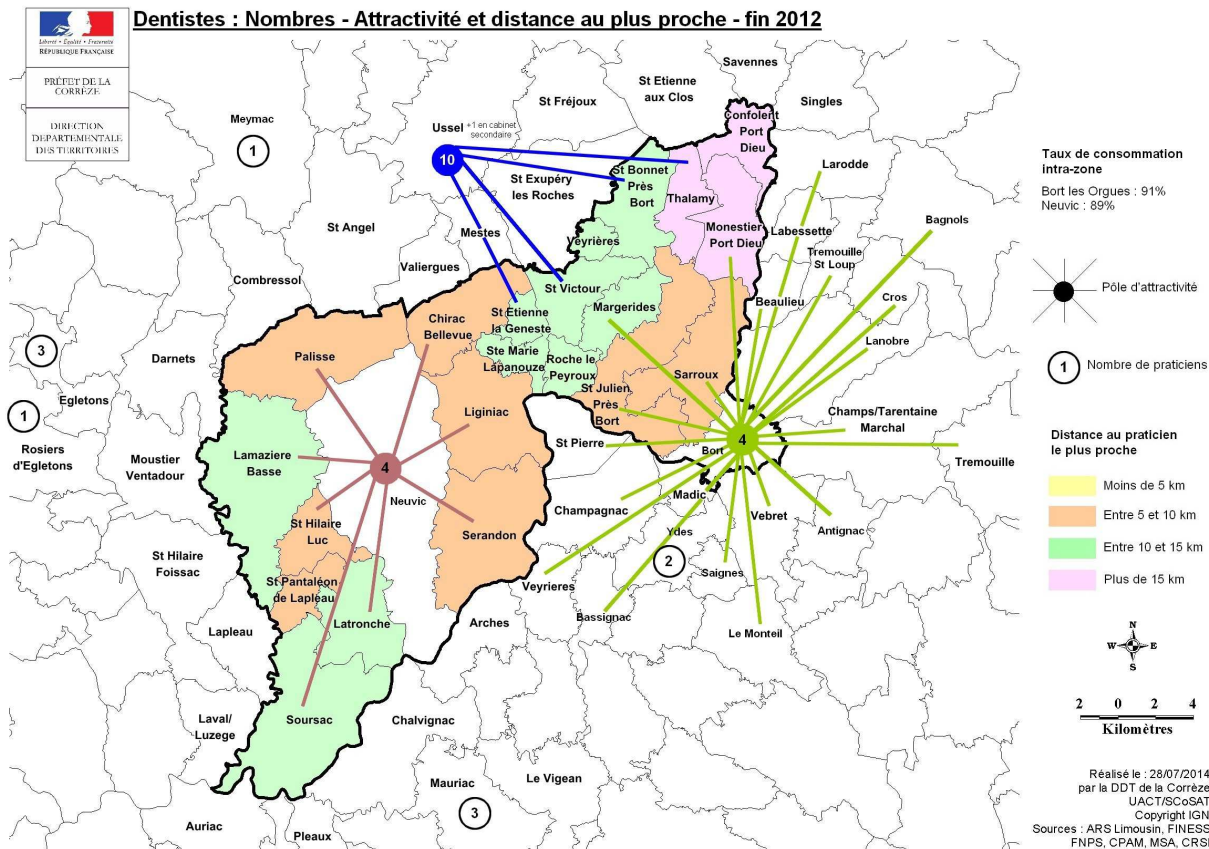 Dentistes : Nombres - Attractivité et distance au plus proche - fin 2012
Liberté • Égalité • Fraternité
RÉPUBLIQUE FRANÇAISE
PRÉFET DE LA
CORRÈZE
DIRECTION
DEPARTEMENTALE
DES TERRITOIRES
Savennes
St Etienne
aux Clos
Singles
St Fréjoux
Meymac
1
Ussel
+1 en cabinet
secondaire
10
Confolent
Port
Dieu
Larodde
St Bonnet
Près
Bort
St Exupéry
les Roches
Thalamy
Bagnols
St Angel
Mestes
Monestier
Port Dieu
Labessette
Veyrières
Tremouille
St Loup
Valiergues
Combressol
St Victour
Margerides
Beaulieu
Cros
St Etienne
la Geneste
Chirac
Bellevue
Lanobre
3
Darnets
Palisse
Ste Marie
Lapanouze
Roche le
Peyroux
Sarroux
Egletons
1
St Julien
Près
Bort
Liginiac
Champs/Tarentaine
Marchal
Rosiers
d'Egletons
Moustier
Ventadour
Lamaziere
Basse
4
St Pierre
4
Bort
Tremouille
Neuvic
Champagnac
Madic
Vebret
Antignac
St Hilaire
Luc
Serandon
Ydes
2
St Hilaire
Foissac
Saignes
St Pantaléon
de Lapleau
Veyrieres
Bassignac
Latronche
Arches
Le Monteil
Lapleau
Soursac
Chalvignac
Laval/
Luzege
Mauriac
3
Le Vigean
Auriac
Pleaux
Taux de consommation
intra-zone
Bort les Orgues : 91%
Neuvic : 89%
Pôle d'attractivité
1
Nombre de praticiens
Distance au praticien
le plus proche
Moins de 5 km
Entre 5 et 10 km
Entre 10 et 15 km
Plus de 15 km
N
W
E
S
2 0 2 4
Kilomètres
Réalisé le : 28/07/2014
par la DDT de la Corrèze
UACT/SCoSAT
Copyright IGN
Sources : ARS Limousin, FINESS
FNPS, CPAM, MSA, CRSI